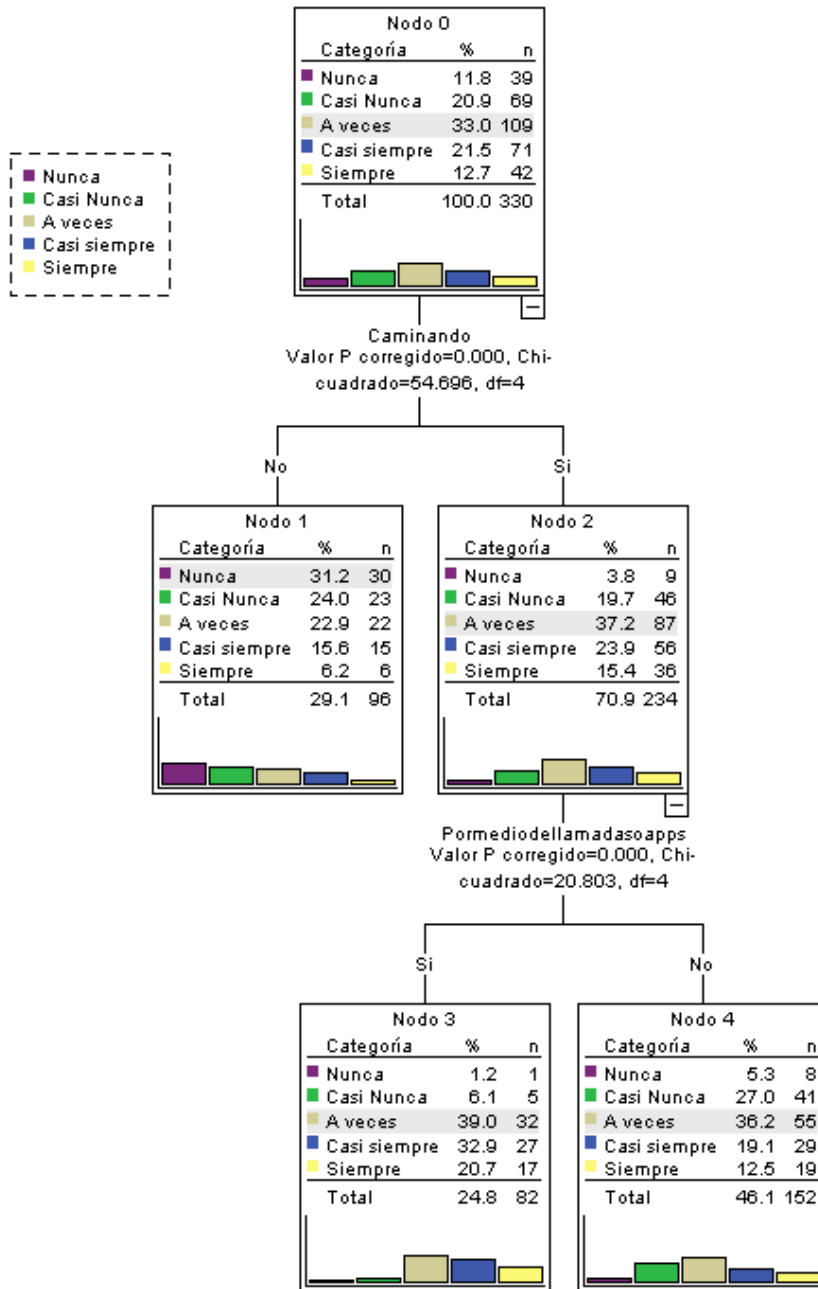 Nodo 0
Categoría % n
Nunca 11.8 39
Casi Nunca 20.9 69
A veces 33.0 109
Casi siempre 21.5 71
Siempre 12.7 42
Total 100.0 330
Nunca
Casi Nunca
A veces
Casi siempre
Siempre
Caminando
Valor P corregido=0.000, Chi-
cuadrado=54.696, df=4
No
Si
Nodo 1
Categoría % n
Nunca 31.2 30
Casi Nunca 24.0 23
A veces 22.9 22
Casi siempre 15.6 15
Siempre 6.2 6
Total 29.1 96
Nodo 2
Categoría % n
Nunca 3.8 9
Casi Nunca 19.7 46
A veces 37.2 87
Casi siempre 23.9 56
Siempre 15.4 36
Total 70.9 234
Pormediodellamadasoapps
Valor P corregido=0.000, Chi-
cuadrado=20.803, df=4
Si
No
Nodo 3
Categoría % n
Nunca 1.2 1
Casi Nunca 6.1 5
A veces 39.0 32
Casi siempre 32.9 27
Siempre 20.7 17
Total 24.8 82
Nodo 4
Categoría % n
Nunca 5.3 8
Casi Nunca 27.0 41
A veces 36.2 55
Casi siempre 19.1 29
Siempre 12.5 19
Total 46.1 152